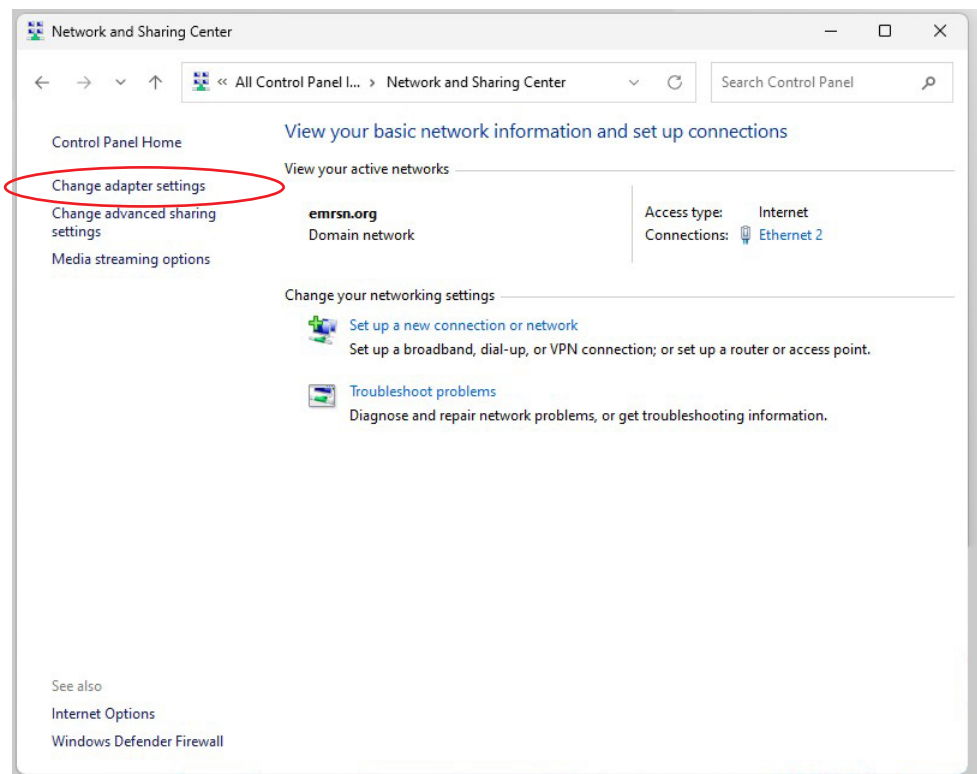 Network and Sharing Center
« All Control Panel I... > Network and Sharing Center
Search Control Panel
Control Panel Home
Change adapter settings
Change advanced sharing
settings
Media streaming options
View your basic network information and set up connections
View your active networks
emrsn.org
Domain network
Access type: Internet
Connections: Ethernet 2
Change your networking settings
Set up a new connection or network
Set up a broadband, dial-up, or VPN connection; or set up a router or access point.
Troubleshoot problems
Diagnose and repair network problems, or get troubleshooting information.
See also
Internet Options
Windows Defender Firewall